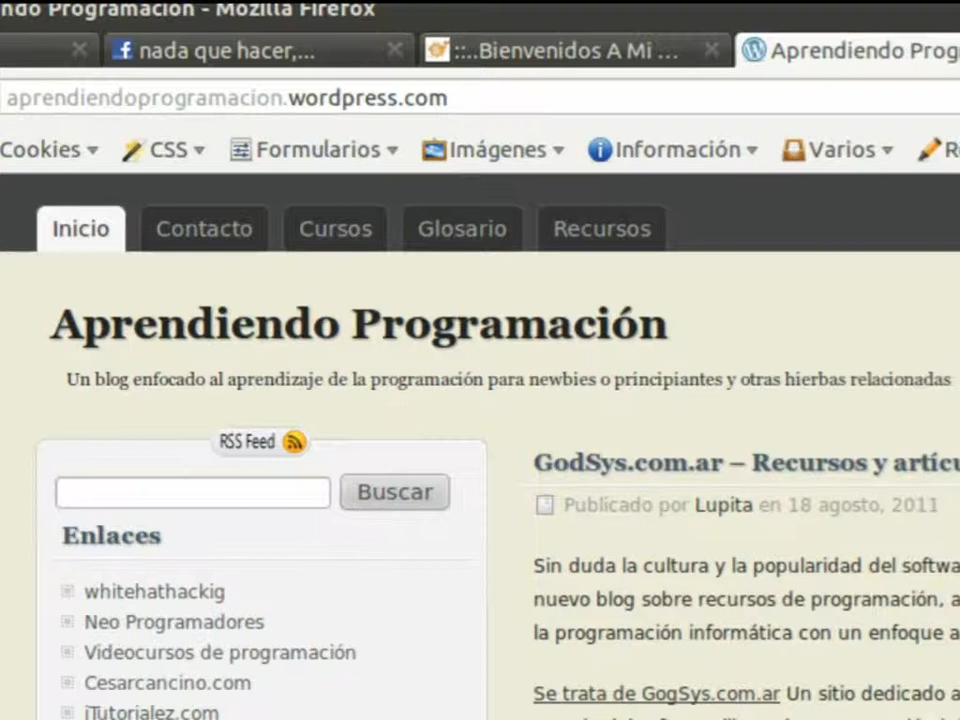 ndo Programación - Mozilla Firefox
nada que hacer,...
::..Bienvenidos A Mi ...
Aprendiendo Prog
aprendiendoprogramacion.wordpress.com
Cookies CSS Formularios Imágenes Información Varios
Inicio Contacto Cursos Glosario Recursos
Aprendiendo Programación
Un blog enfocado al aprendizaje de la programación para newbies o principiantes y otras hierbas relacionadas
RSS Feed
Buscar
Enlaces
whitehathackig
Neo Programadores
Videocursos de programación
Cesarcancino.com
iTutorialez.com
GodSys.com.ar – Recursos y artícu
Publicado por Lupita en 18 agosto, 2011
Sin duda la cultura y la popularidad del softwa
nuevo blog sobre recursos de programación, a
la programación informática con un enfoque a
Se trata de GogSys.com.ar Un sitio dedicado a